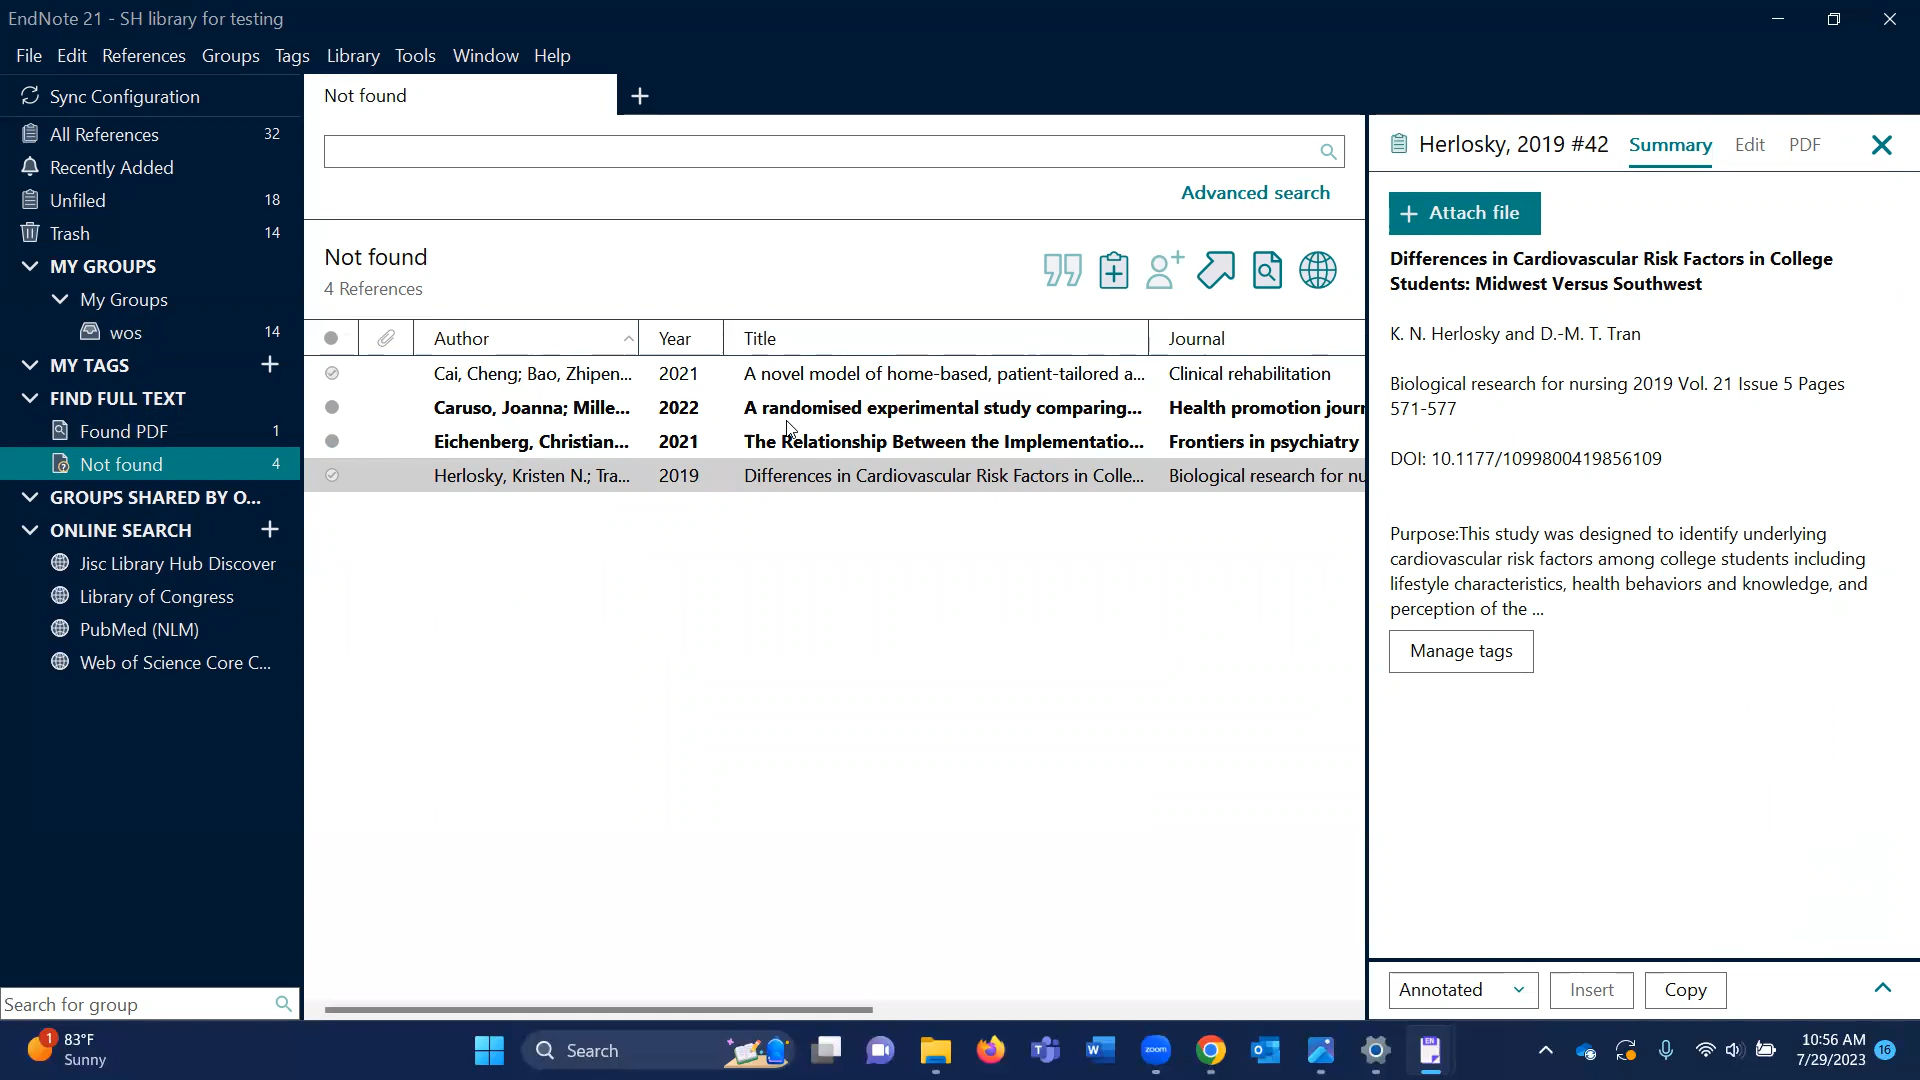 EndNote 21 - SH library for testing
File Edit References Groups Tags Library Tools Window Help
Sync Configuration
All References 32
Recently Added
Unfiled 18
Trash 14
MY GROUPS
My Groups
wos 14
MY TAGS
FIND FULL TEXT
Found PDF 1
Not found 4
GROUPS SHARED BY O...
ONLINE SEARCH
Jisc Library Hub Discover
Library of Congress
PubMed (NLM)
Web of Science Core C...
Search for group
Not found
Advanced search
Not found
4 References
Author Year Title Journal
Cai, Cheng; Bao, Zhipen... 2021 A novel model of home-based, patient-tailored a... Clinical rehabilitation
Caruso, Joanna; Mille... 2022 A randomised experimental study comparing... Health promotion jourr
Eichenberg, Christian... 2021 The Relationship Between the Implementatio... Frontiers in psychiatry
Herlosky, Kristen N.; Tra... 2019 Differences in Cardiovascular Risk Factors in Colle... Biological research for nu
Herlosky, 2019 #42 Summary Edit PDF
Attach file
Differences in Cardiovascular Risk Factors in College
Students: Midwest Versus Southwest
K. N. Herlosky and D.-M. T. Tran
Biological research for nursing 2019 Vol. 21 Issue 5 Pages
571-577
DOI: 10.1177/1099800419856109
Purpose:This study was designed to identify underlying
cardiovascular risk factors among college students including
lifestyle characteristics, health behaviors and knowledge, and
perception of the ...
Manage tags
Annotated Insert Copy
1
83°F
Sunny
Search
zoom
EN
10:56 AM
7/29/2023
16